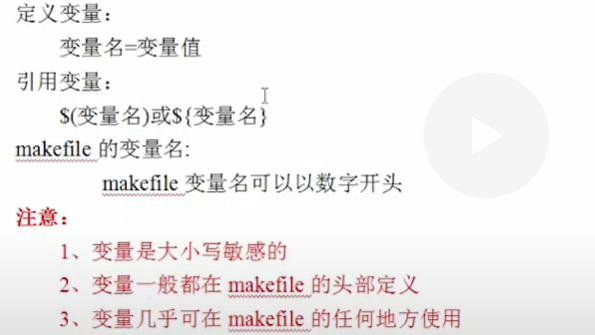 定义变量：
变量名=变量值
引用变量：
$(变量名)或${变量名}
makefile 的变量名:
makefile 变量名可以以数字开头
注意：
1、变量是大小写敏感的
2、变量一般都在 makefile 的头部定义
3、变量几乎可在 makefile 的任何地方使用